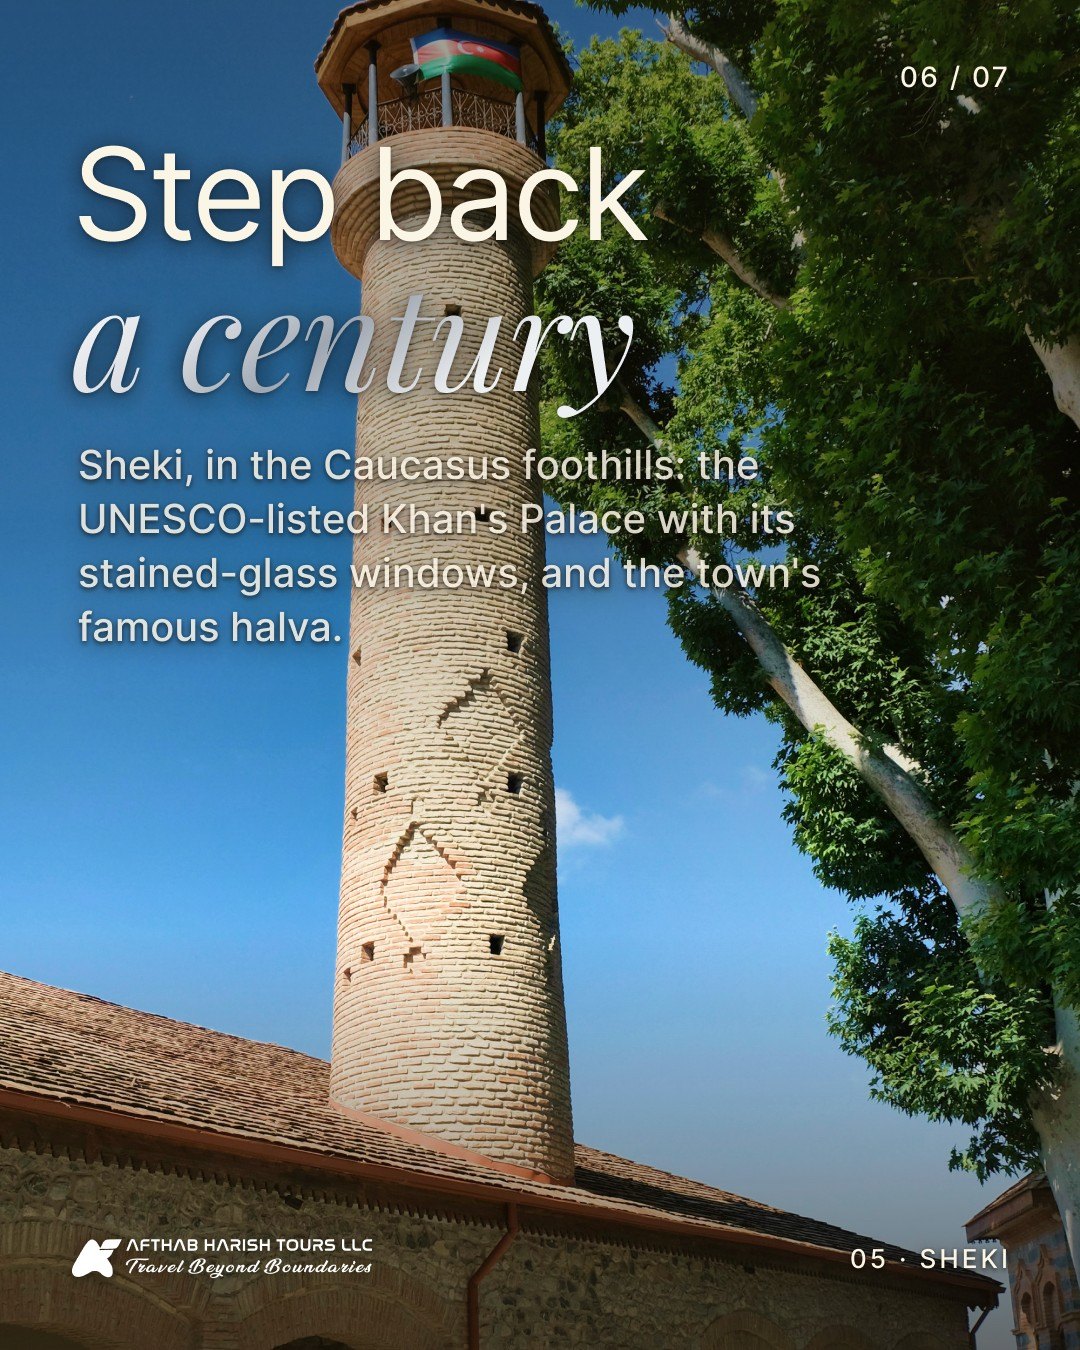 06 / 07
Step back
a century
Sheki, in the Caucasus foothills: the
UNESCO-listed Khan's Palace with its
stained-glass windows, and the town's
famous halva.
AFTHAB HARISH TOURS LLC
Travel Beyond Boundaries
05 · SHEKI